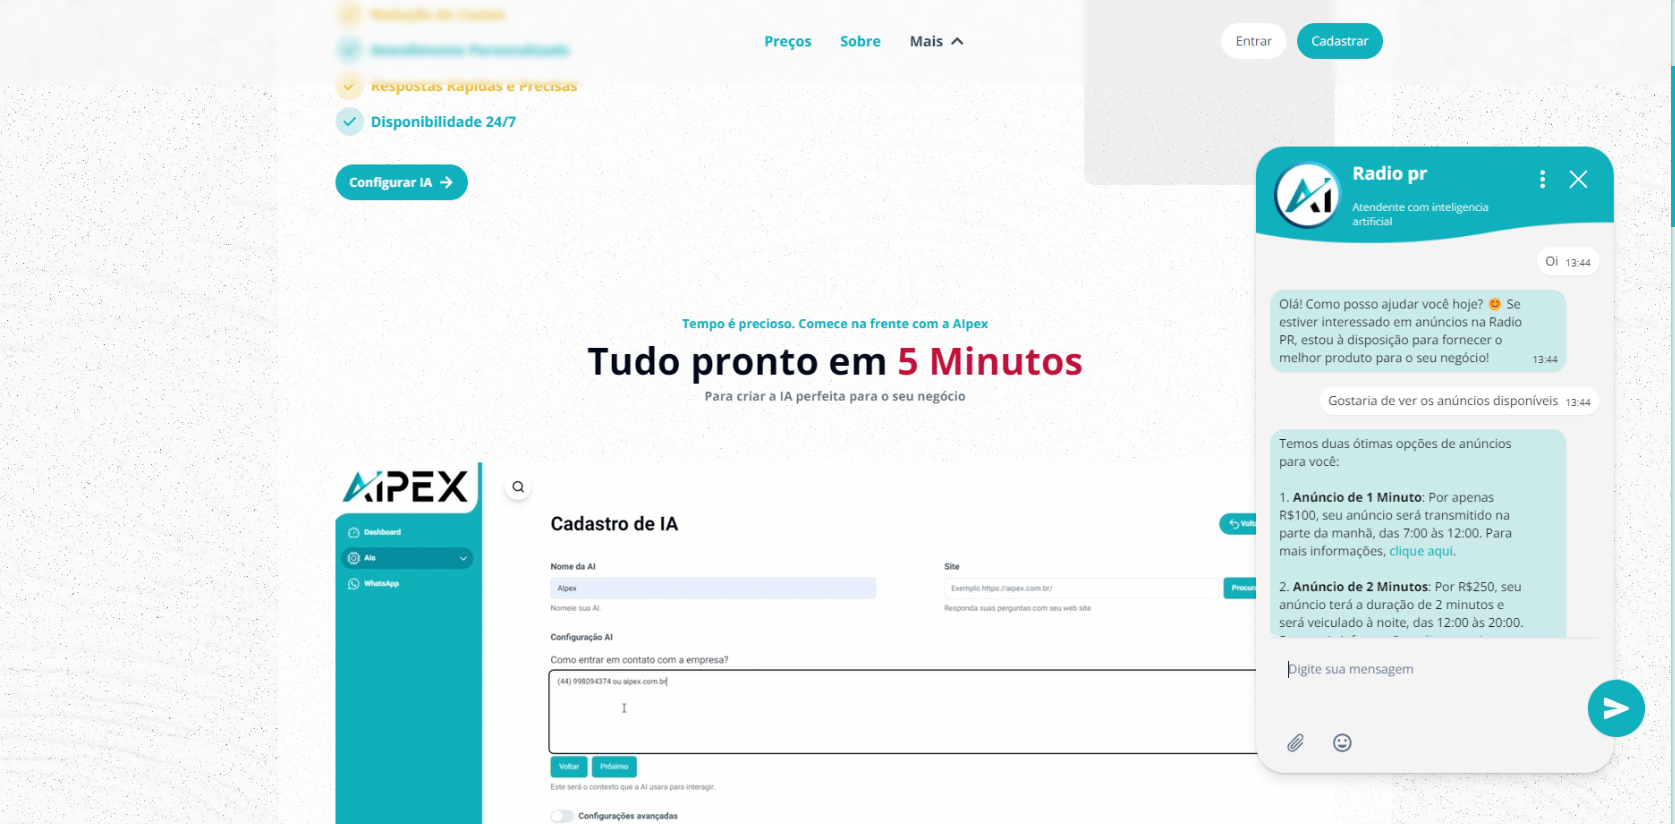 Redução de Custos
Preços
Sobre
Mais
Entrar
Cadastrar
Atendimento Personalizado
Respostas Rápidas e Precisas
Disponibilidade 24/7
Configurar IA
Tempo é precioso. Comece na frente com a AIpex
Tudo pronto em 5 Minutos
Para criar a IA perfeita para o seu negócio
AIPEX
Dashboard
AIs
WhatsApp
Cadastro de IA
Nome da AI
AIpex
Nomeie sua AI.
Site
Exemplo https://aipex.com.br/
Responda suas perguntas com seu web site
Configuração AI
Como entrar em contato com a empresa?
(44) 998094374 ou aipex.com.br
Voltar
Próximo
Este será o contexto que a AI usara para interagir.
Configurações avançadas
AI
Radio pr
Atendente com inteligencia
artificial
Oi 13:44
Olá! Como posso ajudar você hoje? 😊 Se
estiver interessado em anúncios na Radio
PR, estou à disposição para fornecer o
melhor produto para o seu negócio! 13:44
Gostaria de ver os anúncios disponíveis 13:44
Temos duas ótimas opções de anúncios
para você:
1. Anúncio de 1 Minuto: Por apenas
R$100, seu anúncio será transmitido na
parte da manhã, das 7:00 às 12:00. Para
mais informações, clique aqui.
2. Anúncio de 2 Minutos: Por R$250, seu
anúncio terá a duração de 2 minutos e
será veiculado à noite, das 12:00 às 20:00.
Digite sua mensagem